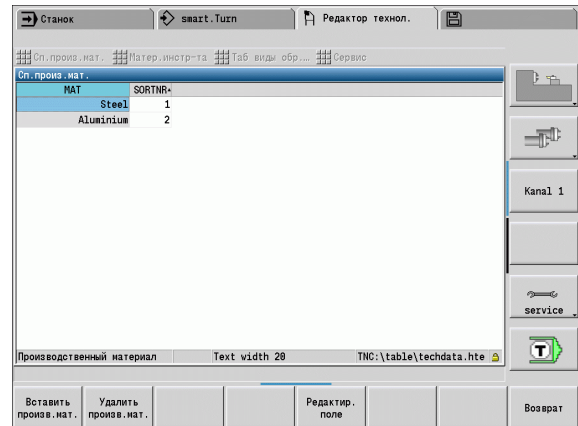 Станок smart.Turn Редактор технол.
Сп.произв.мат. Матер.инстр-та Таб виды обр.… Сервис
Сп.произв.мат.
MAT SORTNR
Steel 1
Aluminium 2
Kanal 1
service
T
Производственный материал Text width 20 TNC:\table\techdata.hte
Вставить Удалить Редактир. Возврат
произв.мат. произв.мат. поле